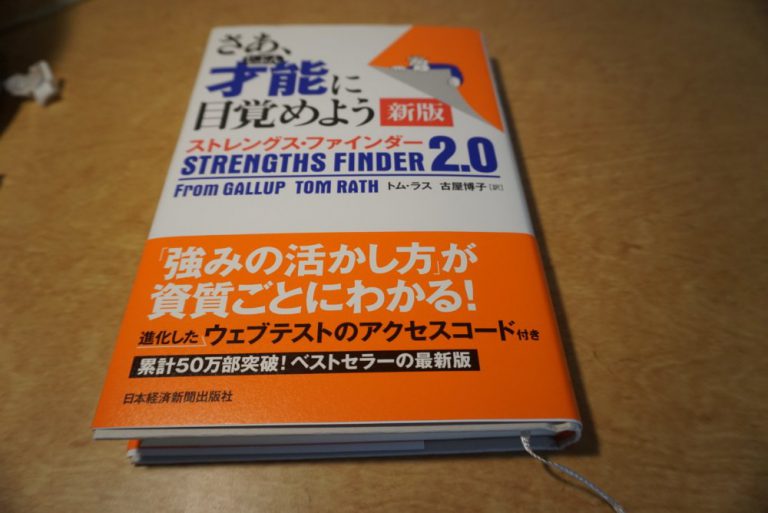 さあ、
才能に
目覚めよう 新版
ストレングス・ファインダー
STRENGTHS FINDER 2.0
From GALLUP TOM RATH トム・ラス 古屋博子[訳]
「強みの活かし方」が
資質ごとにわかる!
進化した ウェブテストのアクセスコード付き
累計50万部突破!ベストセラーの最新版
日本経済新聞出版社